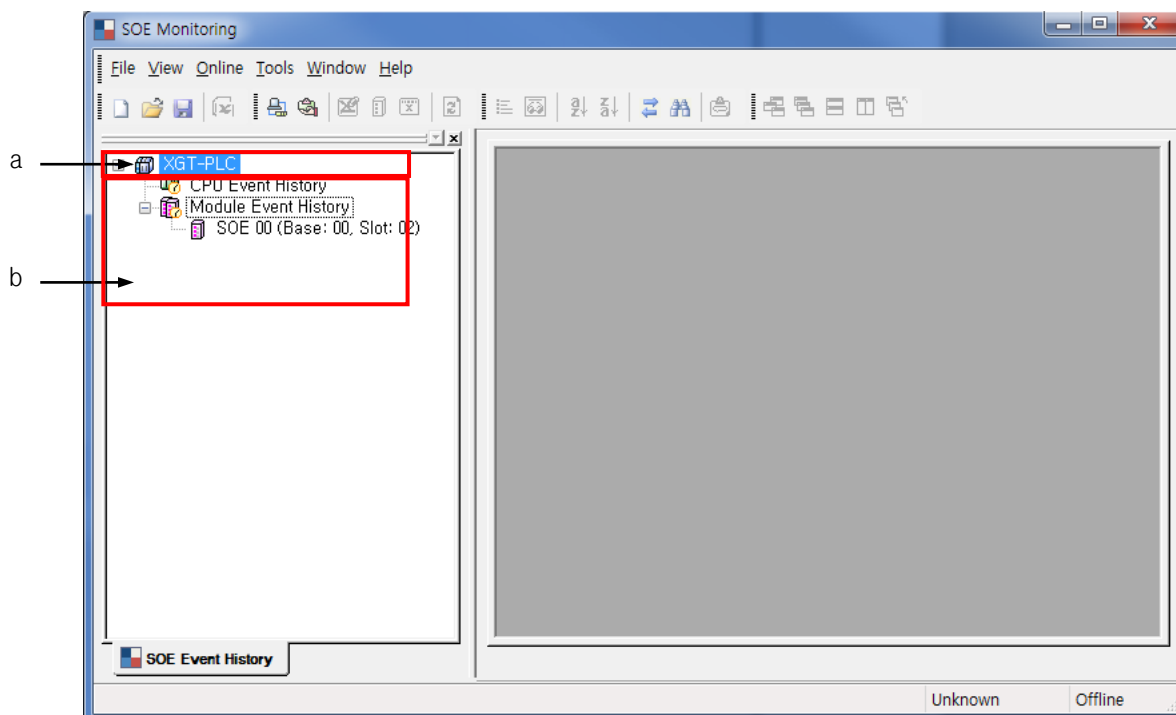 SOE Monitoring
File View Online Tools Window Help
a
XGT-PLC
CPU Event History
Module Event History
SOE 00 (Base: 00, Slot: 02)
b
SOE Event History
Unknown Offline